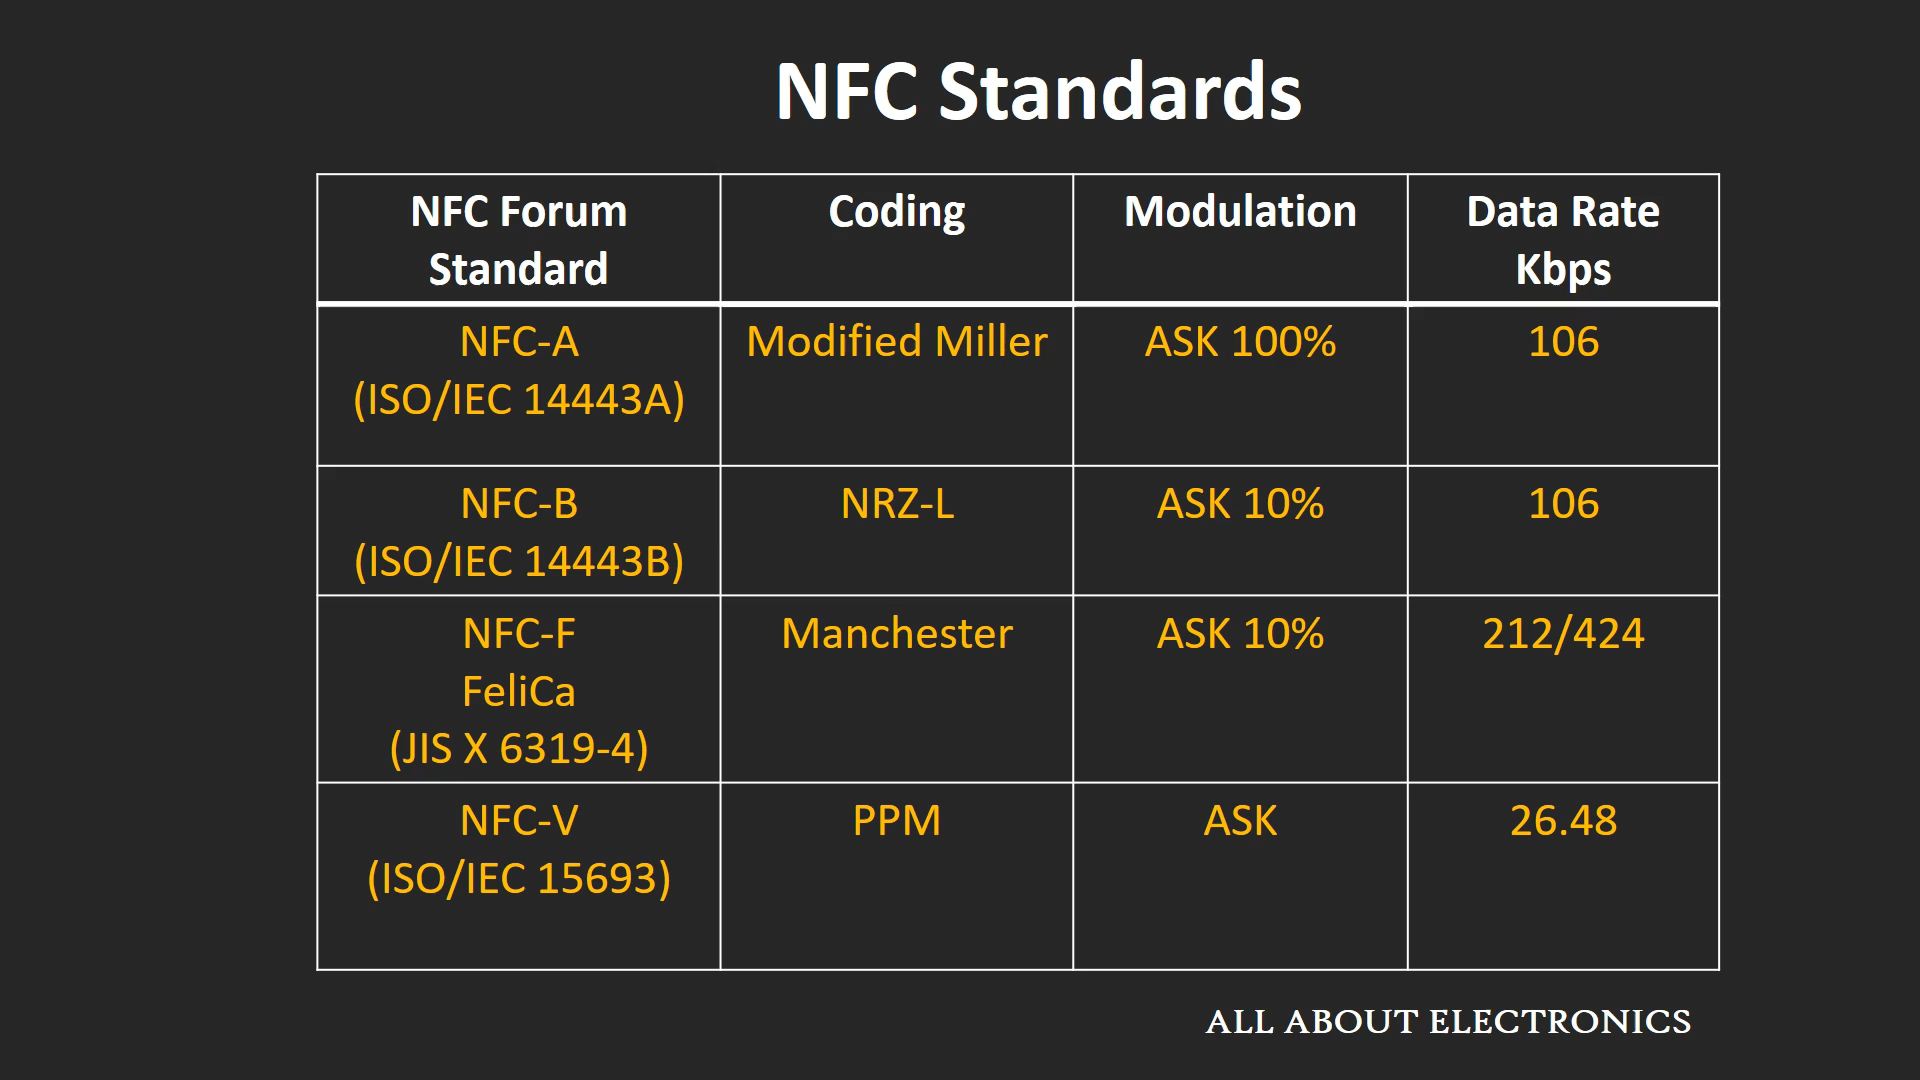 NFC Standards
NFC Forum Standard
Coding
Modulation
Data Rate Kbps
NFC-A
(ISO/IEC 14443A)
Modified Miller
ASK 100%
106
NFC-B
(ISO/IEC 14443B)
NRZ-L
ASK 10%
106
NFC-F
FeliCa
(JIS X 6319-4)
Manchester
ASK 10%
212/424
NFC-V
(ISO/IEC 15693)
PPM
ASK
26.48
ALL ABOUT ELECTRONICS